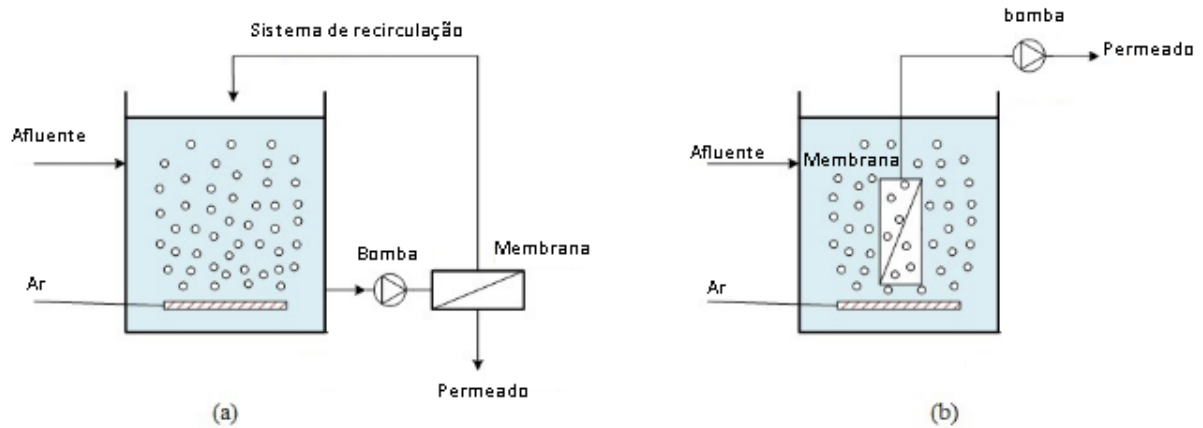 Sistema de recirculação
Afluente
Ar
Bomba
Membrana
Permeado
(a)
bomba
Permeado
Afluente
Membrana
Ar
(b)